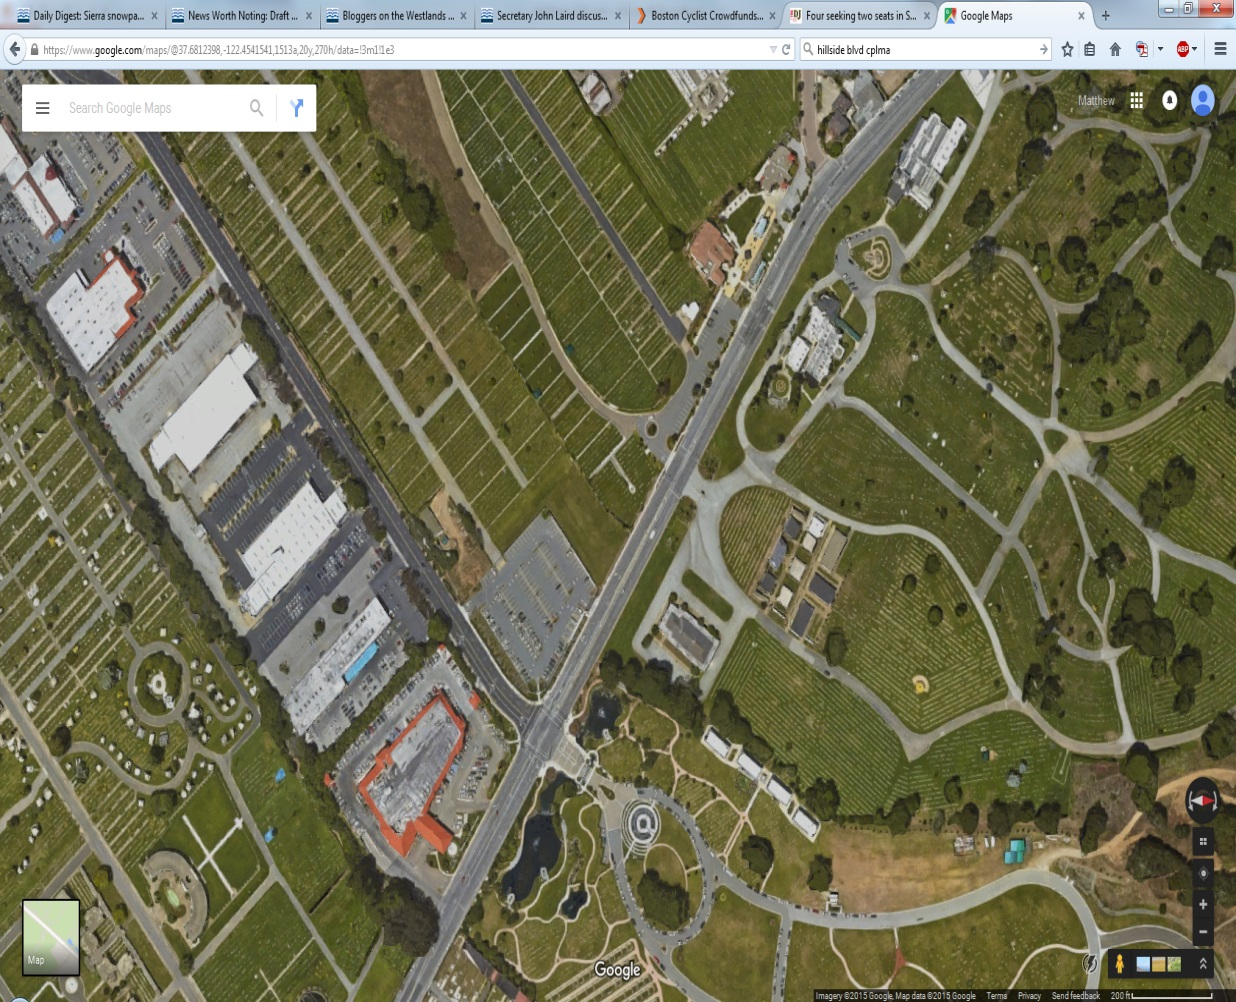 Daily Digest: Sierra snowpa...
News Worth Noting: Draft ...
Bloggers on the Westlands ...
Secretary John Laird discus...
Boston Cyclist Crowdfunds...
Four seeking two seats in S...
Google Maps
https://www.google.com/maps/@37.6812398,-122.4541541,1513a,20y,270h/data=!3m1!1e3
hillside blvd cplma
ABP
Search Google Maps
Matthew
Map
Google
Imagery ©2015 Google, Map data ©2015 Google Terms Privacy Send feedback 200 ft